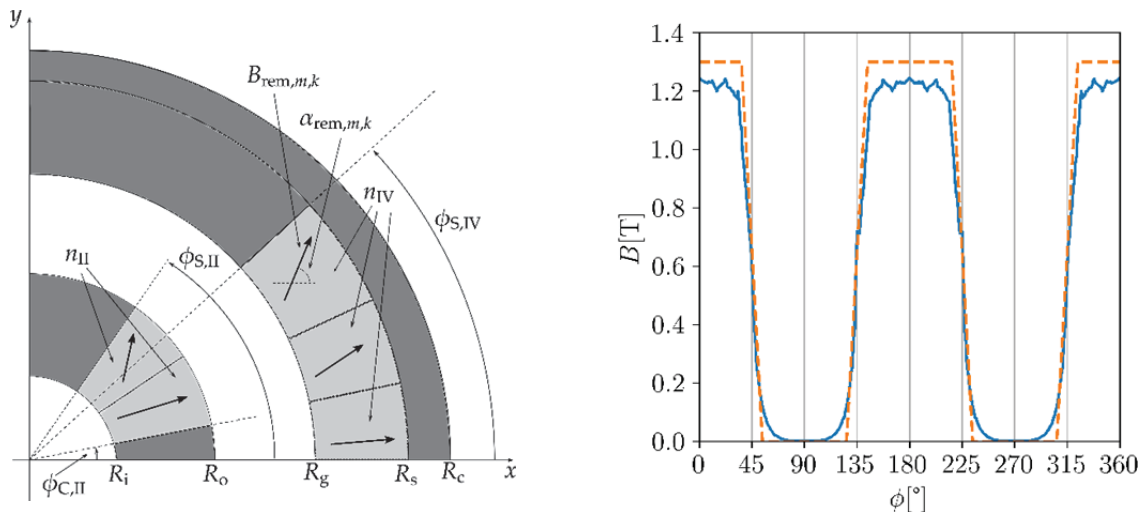 y
B_rem,m,k
α_rem,m,k
n_IV
ϕ_S,IV
n_II
ϕ_S,II
ϕ_C,II
R_i
R_o
R_g
R_s
R_c
x
1.4
1.2
1.0
0.8
0.6
0.4
0.2
0.0
B[T]
0 45 90 135 180 225 270 315 360
ϕ[°]